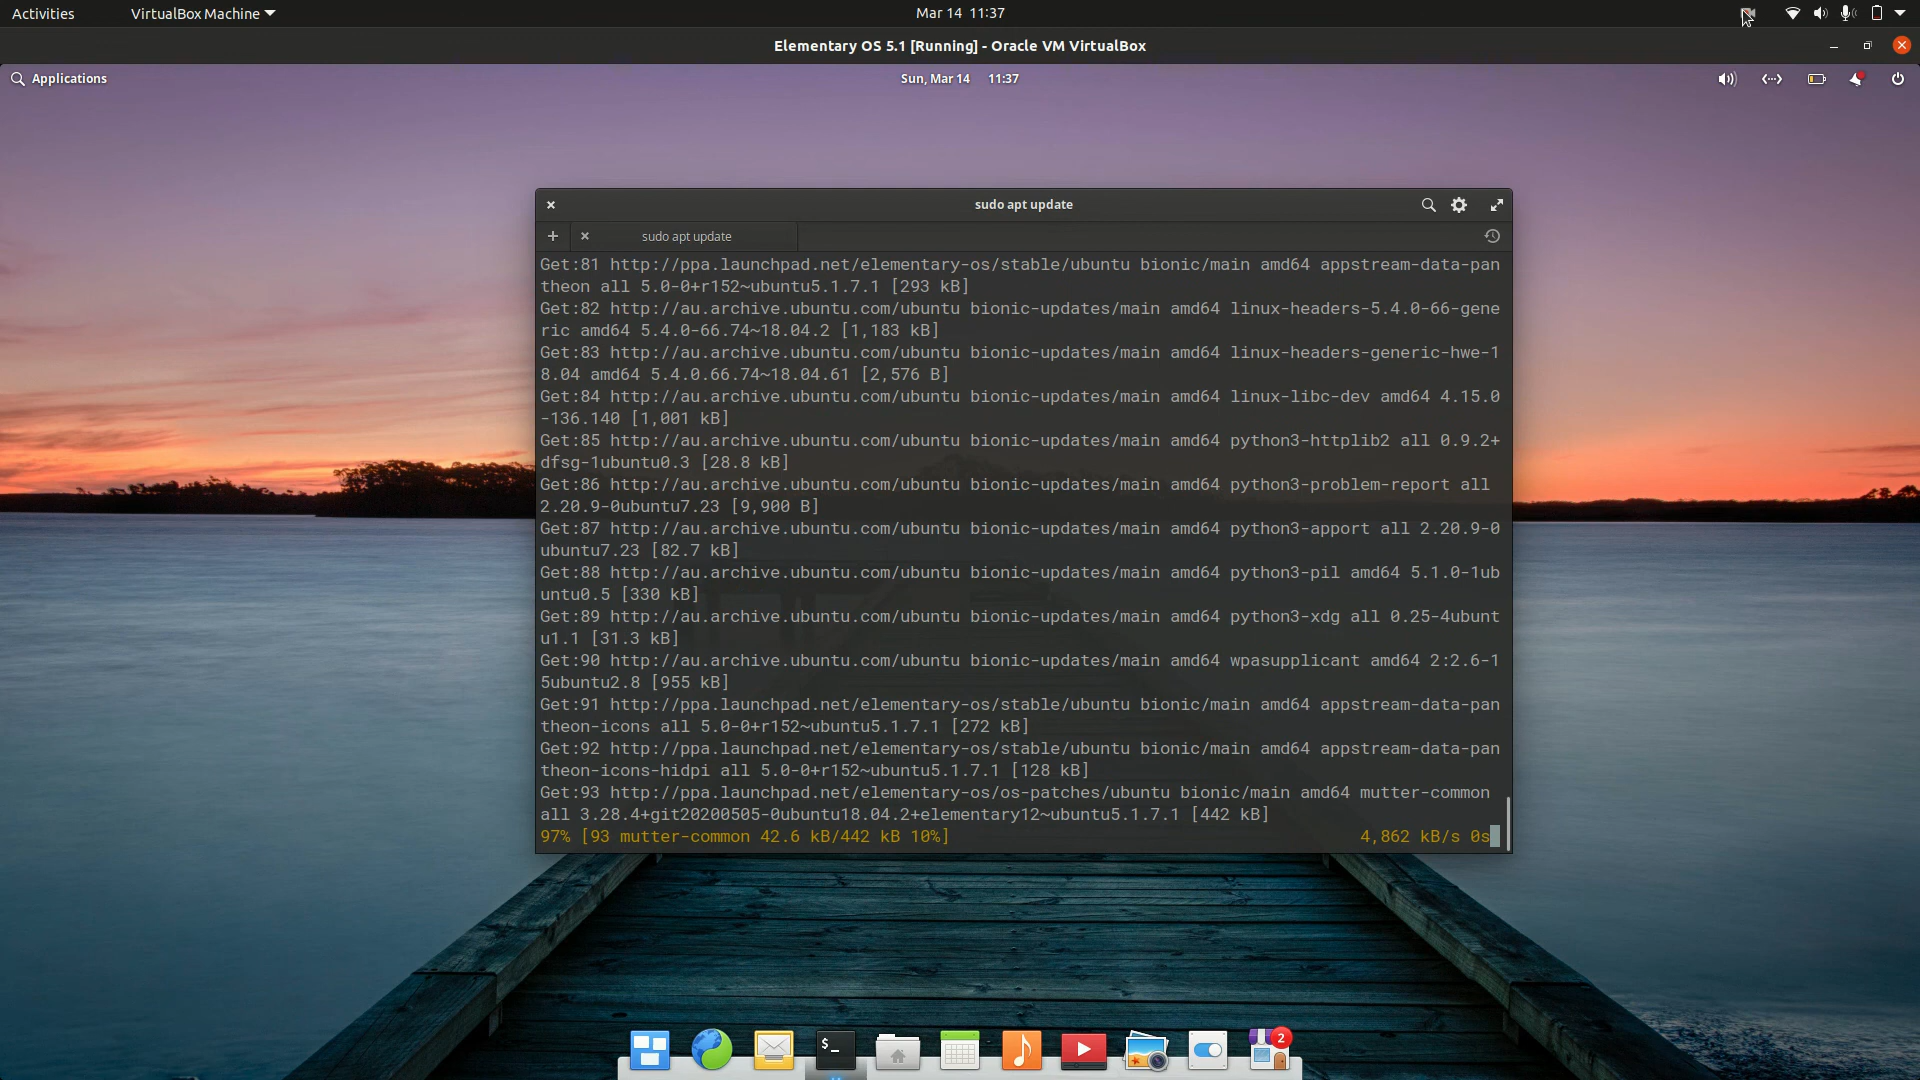 Activities VirtualBox Machine Mar 14 11:37
Elementary OS 5.1 [Running] - Oracle VM VirtualBox
Applications Sun, Mar 14 11:37
sudo apt update
sudo apt update
Get:81 http://ppa.launchpad.net/elementary-os/stable/ubuntu bionic/main amd64 appstream-data-pan
theon all 5.0-0+r152~ubuntu5.1.7.1 [293 kB]
Get:82 http://au.archive.ubuntu.com/ubuntu bionic-updates/main amd64 linux-headers-5.4.0-66-gene
ric amd64 5.4.0-66.74~18.04.2 [1,183 kB]
Get:83 http://au.archive.ubuntu.com/ubuntu bionic-updates/main amd64 linux-headers-generic-hwe-1
8.04 amd64 5.4.0.66.74~18.04.61 [2,576 B]
Get:84 http://au.archive.ubuntu.com/ubuntu bionic-updates/main amd64 linux-libc-dev amd64 4.15.0
-136.140 [1,001 kB]
Get:85 http://au.archive.ubuntu.com/ubuntu bionic-updates/main amd64 python3-httplib2 all 0.9.2+
dfsg-1ubuntu0.3 [28.8 kB]
Get:86 http://au.archive.ubuntu.com/ubuntu bionic-updates/main amd64 python3-problem-report all
2.20.9-0ubuntu7.23 [9,900 B]
Get:87 http://au.archive.ubuntu.com/ubuntu bionic-updates/main amd64 python3-apport all 2.20.9-0
ubuntu7.23 [82.7 kB]
Get:88 http://au.archive.ubuntu.com/ubuntu bionic-updates/main amd64 python3-pil amd64 5.1.0-1ub
untu0.5 [330 kB]
Get:89 http://au.archive.ubuntu.com/ubuntu bionic-updates/main amd64 python3-xdg all 0.25-4ubunt
u1.1 [31.3 kB]
Get:90 http://au.archive.ubuntu.com/ubuntu bionic-updates/main amd64 wpasupplicant amd64 2:2.6-1
5ubuntu2.8 [955 kB]
Get:91 http://ppa.launchpad.net/elementary-os/stable/ubuntu bionic/main amd64 appstream-data-pan
theon-icons all 5.0-0+r152~ubuntu5.1.7.1 [272 kB]
Get:92 http://ppa.launchpad.net/elementary-os/stable/ubuntu bionic/main amd64 appstream-data-pan
theon-icons-hidpi all 5.0-0+r152~ubuntu5.1.7.1 [128 kB]
Get:93 http://ppa.launchpad.net/elementary-os/os-patches/ubuntu bionic/main amd64 mutter-common
all 3.28.4+git20200505-0ubuntu18.04.2+elementary12~ubuntu5.1.7.1 [442 kB]
97% [93 mutter-common 42.6 kB/442 kB 10%] 4,862 kB/s 0s
$_
2